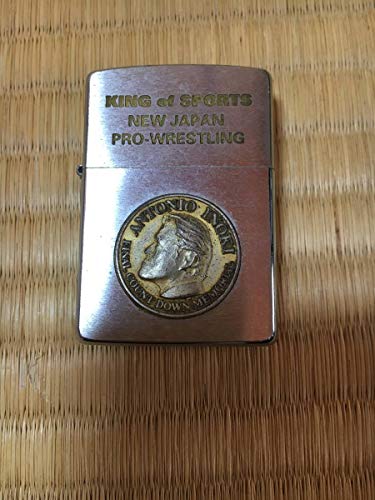 KING of SPORTS
NEW JAPAN
PRO-WRESTLING
ANTONIO INOKI
FINAL COUNT DOWN MEMORIAL